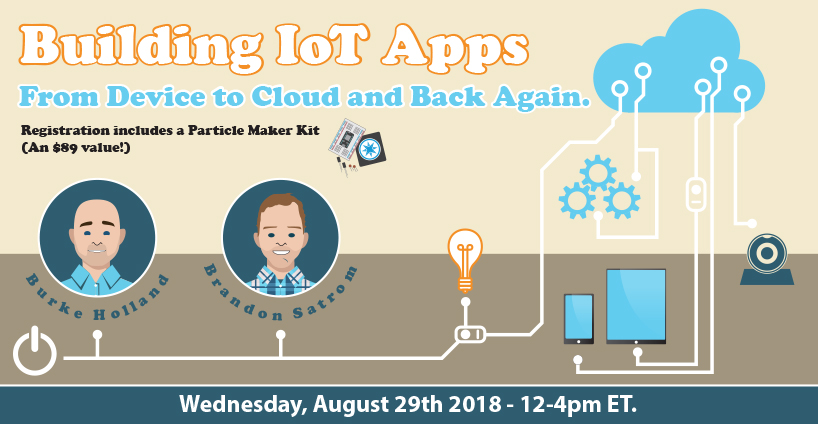 Building IoT Apps
From Device to Cloud and Back Again.
Registration includes a Particle Maker Kit
(An $89 value!)
Burke Holland
Brandon Satrom
Wednesday, August 29th 2018 - 12-4pm ET.